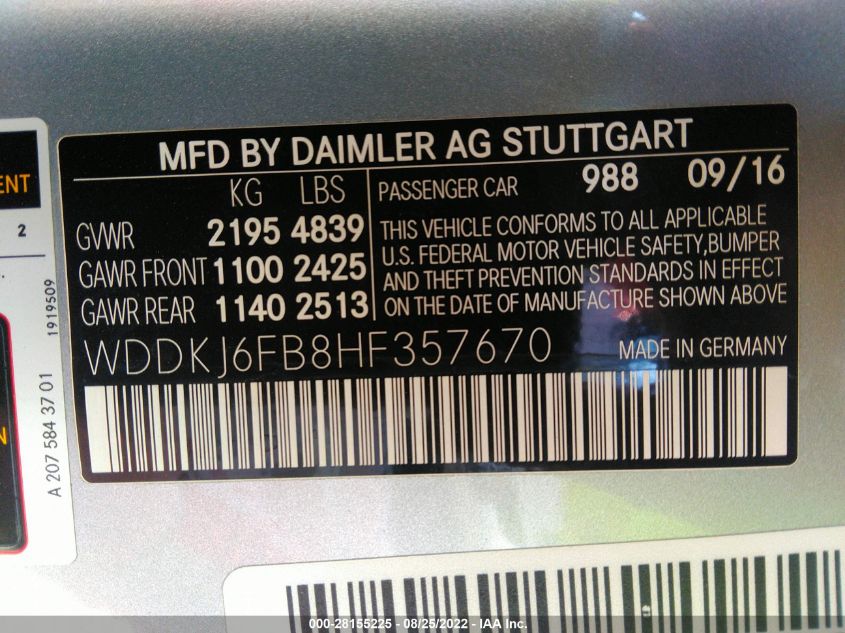 MFD BY DAIMLER AG STUTTGART
KG LBS
GVWR 2195 4839
GAWR FRONT 1100 2425
GAWR REAR 1140 2513
PASSENGER CAR 988 09/16
THIS VEHICLE CONFORMS TO ALL APPLICABLE
U.S. FEDERAL MOTOR VEHICLE SAFETY,BUMPER
AND THEFT PREVENTION STANDARDS IN EFFECT
ON THE DATE OF MANUFACTURE SHOWN ABOVE
WDDKJ6FB8HF357670 MADE IN GERMANY
2
1919509
A 207 584 37 01
000-28155225 - 08/25/2022 - IAA Inc.